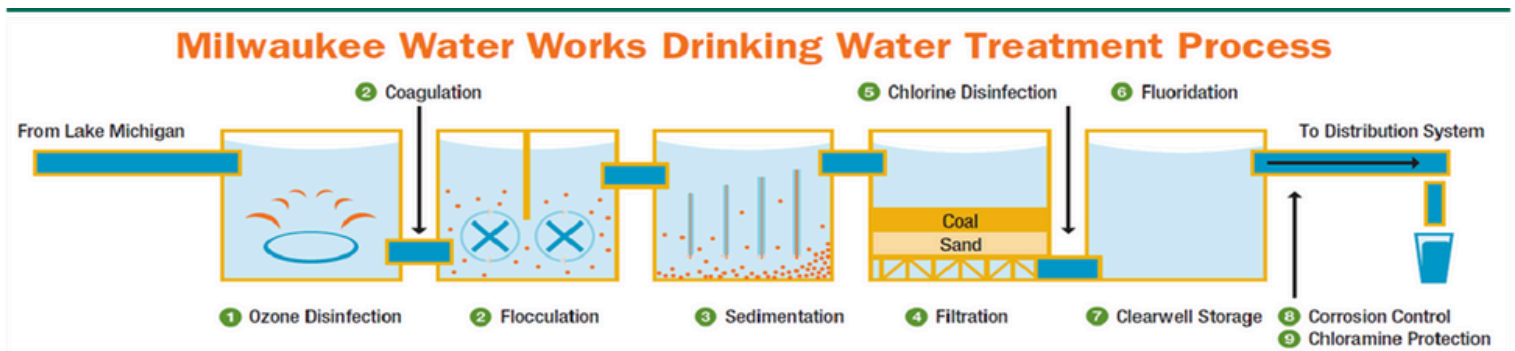 Milwaukee Water Works Drinking Water Treatment Process
2 Coagulation
5 Chlorine Disinfection
6 Fluoridation
From Lake Michigan
To Distribution System
Coal
Sand
1 Ozone Disinfection
2 Flocculation
3 Sedimentation
4 Filtration
7 Clearwell Storage
8 Corrosion Control
9 Chloramine Protection